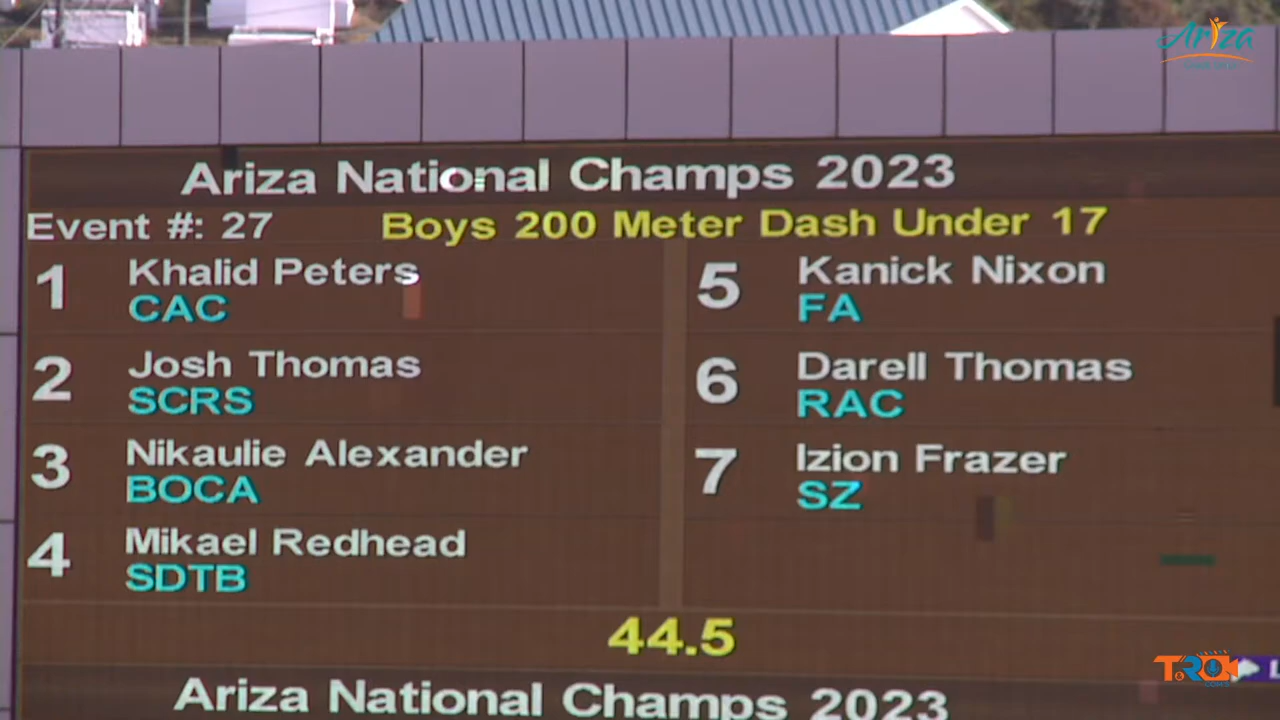 Ariza
Ariza National Champs 2023
Event #: 27 Boys 200 Meter Dash Under 17
1 Khalid Peters
CAC
2 Josh Thomas
SCRS
3 Nikaulie Alexander
BOCA
4 Mikael Redhead
SDTB
5 Kanick Nixon
FA
6 Darell Thomas
RAC
7 Izion Frazer
SZ
44.5
Ariza National Champs 2023